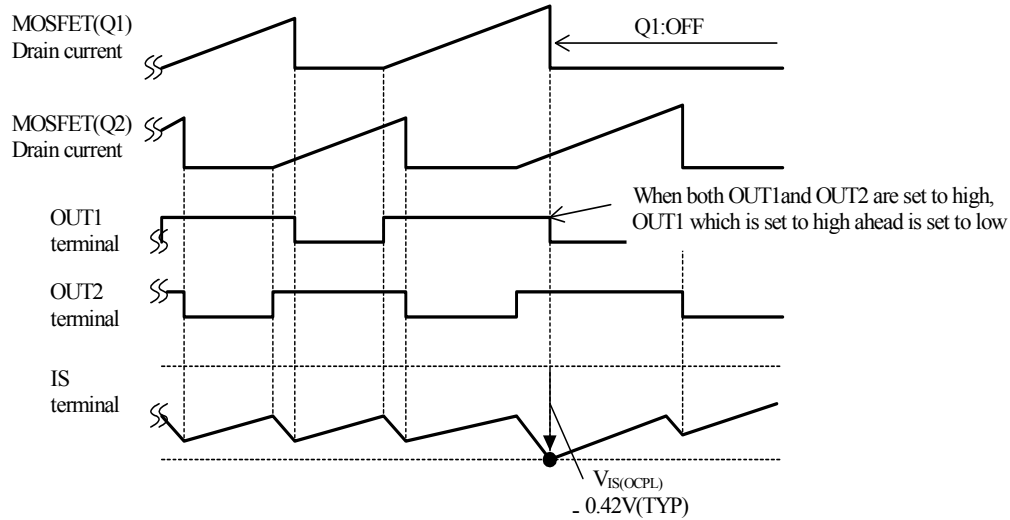 MOSFET(Q1)
Drain current
Q1:OFF
MOSFET(Q2)
Drain current
When both OUT1and OUT2 are set to high,
OUT1 which is set to high ahead is set to low
OUT1
terminal
OUT2
terminal
IS
terminal
VIS(OCPL)
- 0.42V(TYP)